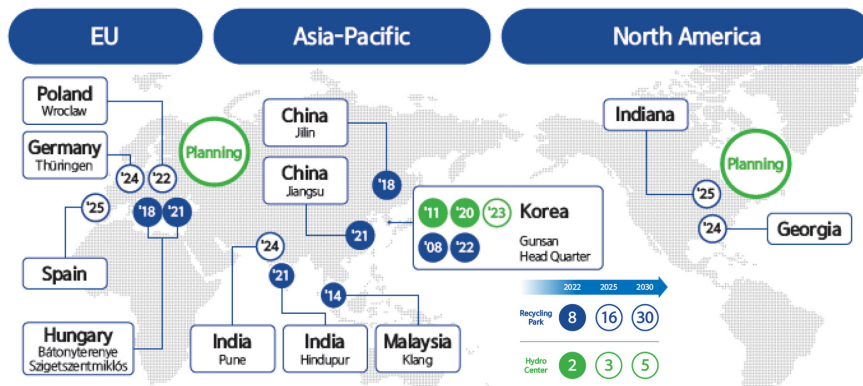 EU
Asia-Pacific
North America
Poland
Wroclaw
Germany
Thüringen
'24
'22
Planning
'25
'18
'21
Spain
Hungary
Bátonyterenye
Szigetszentmiklós
China
Jilin
'18
China
Jiangsu
'21
'11
'20
'23
Korea
'08
'22
Gunsan
Head Quarter
'24
'21
'14
India
Pune
India
Hindupur
Malaysia
Klang
Indiana
Planning
'25
'24
Georgia
2022 2025 2030
Recycling
Park
8 16 30
Hydro
Center
2 3 5